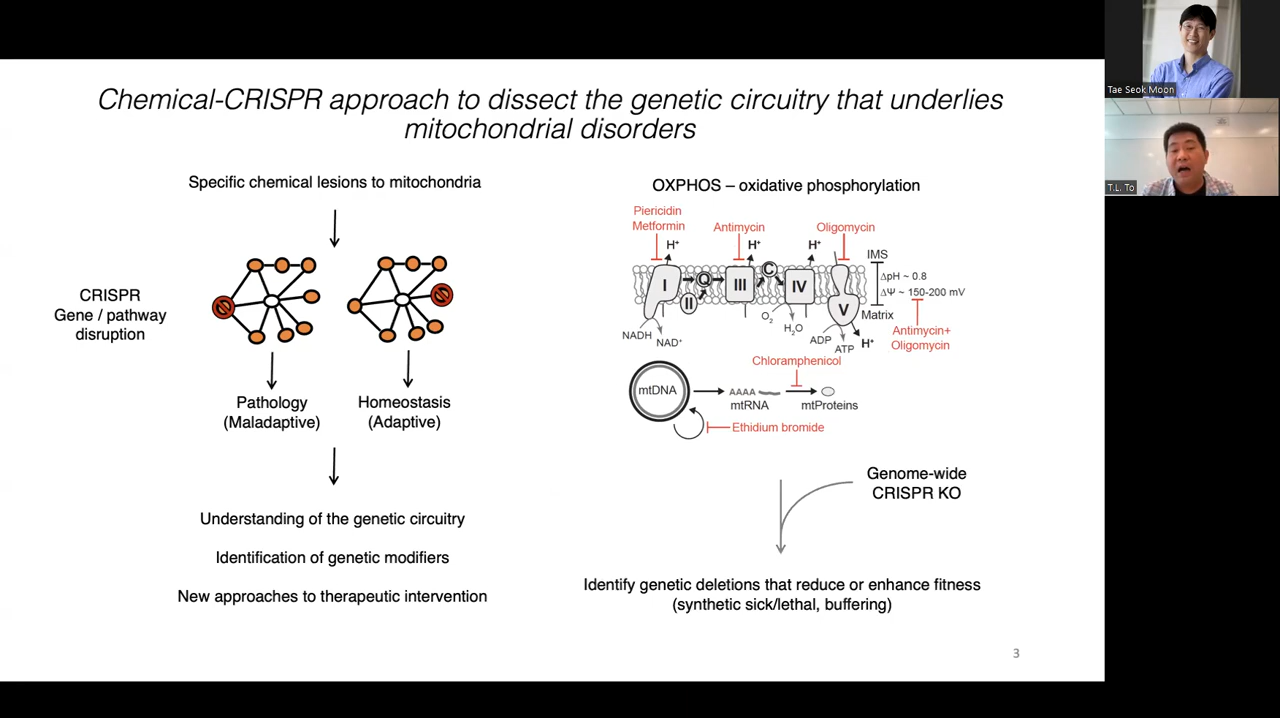 Chemical-CRISPR approach to dissect the genetic circuitry that underlies
mitochondrial disorders
Specific chemical lesions to mitochondria
CRISPR
Gene / pathway
disruption
Pathology
(Maladaptive)
Homeostasis
(Adaptive)
Understanding of the genetic circuitry
Identification of genetic modifiers
New approaches to therapeutic intervention
OXPHOS – oxidative phosphorylation
Piericidin
Metformin
Antimycin
Oligomycin
H⁺
H⁺
H⁺
IMS
I
Q
II
III
C
IV
V
ΔpH ~ 0.8
ΔΨ ~ 150-200 mV
Matrix
NADH
NAD⁺
O₂
H₂O
ADP
ATP
H⁺
Antimycin+
Oligomycin
Chloramphenicol
mtDNA
AAAA
mtRNA
mtProteins
Ethidium bromide
Genome-wide
CRISPR KO
Identify genetic deletions that reduce or enhance fitness
(synthetic sick/lethal, buffering)
3
Tae Seok Moon
T.L. To